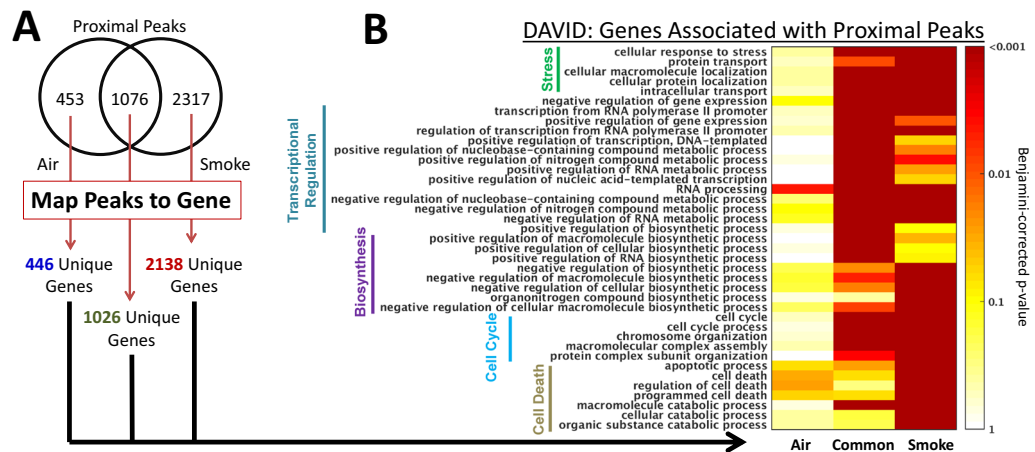 A
Proximal Peaks
453
1076
2317
Air
Smoke
Map Peaks to Gene
446 Unique
Genes
2138 Unique
Genes
1026 Unique
Genes
B
DAVID: Genes Associated with Proximal Peaks
Stress
Transcriptional
Regulation
Biosynthesis
Cell Cycle
Cell Death
cellular response to stress
protein transport
cellular macromolecule localization
cellular protein localization
intracellular transport
negative regulation of gene expression
transcription from RNA polymerase II promoter
positive regulation of gene expression
regulation of transcription from RNA polymerase II promoter
positive regulation of transcription, DNA-templated
positive regulation of nucleobase-containing compound metabolic process
positive regulation of nitrogen compound metabolic process
positive regulation of RNA metabolic process
positive regulation of nucleic acid-templated transcription
RNA processing
negative regulation of nucleobase-containing compound metabolic process
negative regulation of nitrogen compound metabolic process
negative regulation of RNA metabolic process
positive regulation of biosynthetic process
positive regulation of macromolecule biosynthetic process
positive regulation of cellular biosynthetic process
positive regulation of RNA biosynthetic process
negative regulation of biosynthetic process
negative regulation of macromolecule biosynthetic process
negative regulation of cellular biosynthetic process
organonitrogen compound biosynthetic process
negative regulation of cellular macromolecule biosynthetic process
cell cycle
cell cycle process
chromosome organization
macromolecular complex assembly
protein complex subunit organization
apoptotic process
cell death
regulation of cell death
programmed cell death
macromolecule catabolic process
cellular catabolic process
organic substance catabolic process
Air
Common
Smoke
<0.001
0.01
0.1
1
Benjamini-corrected p-value